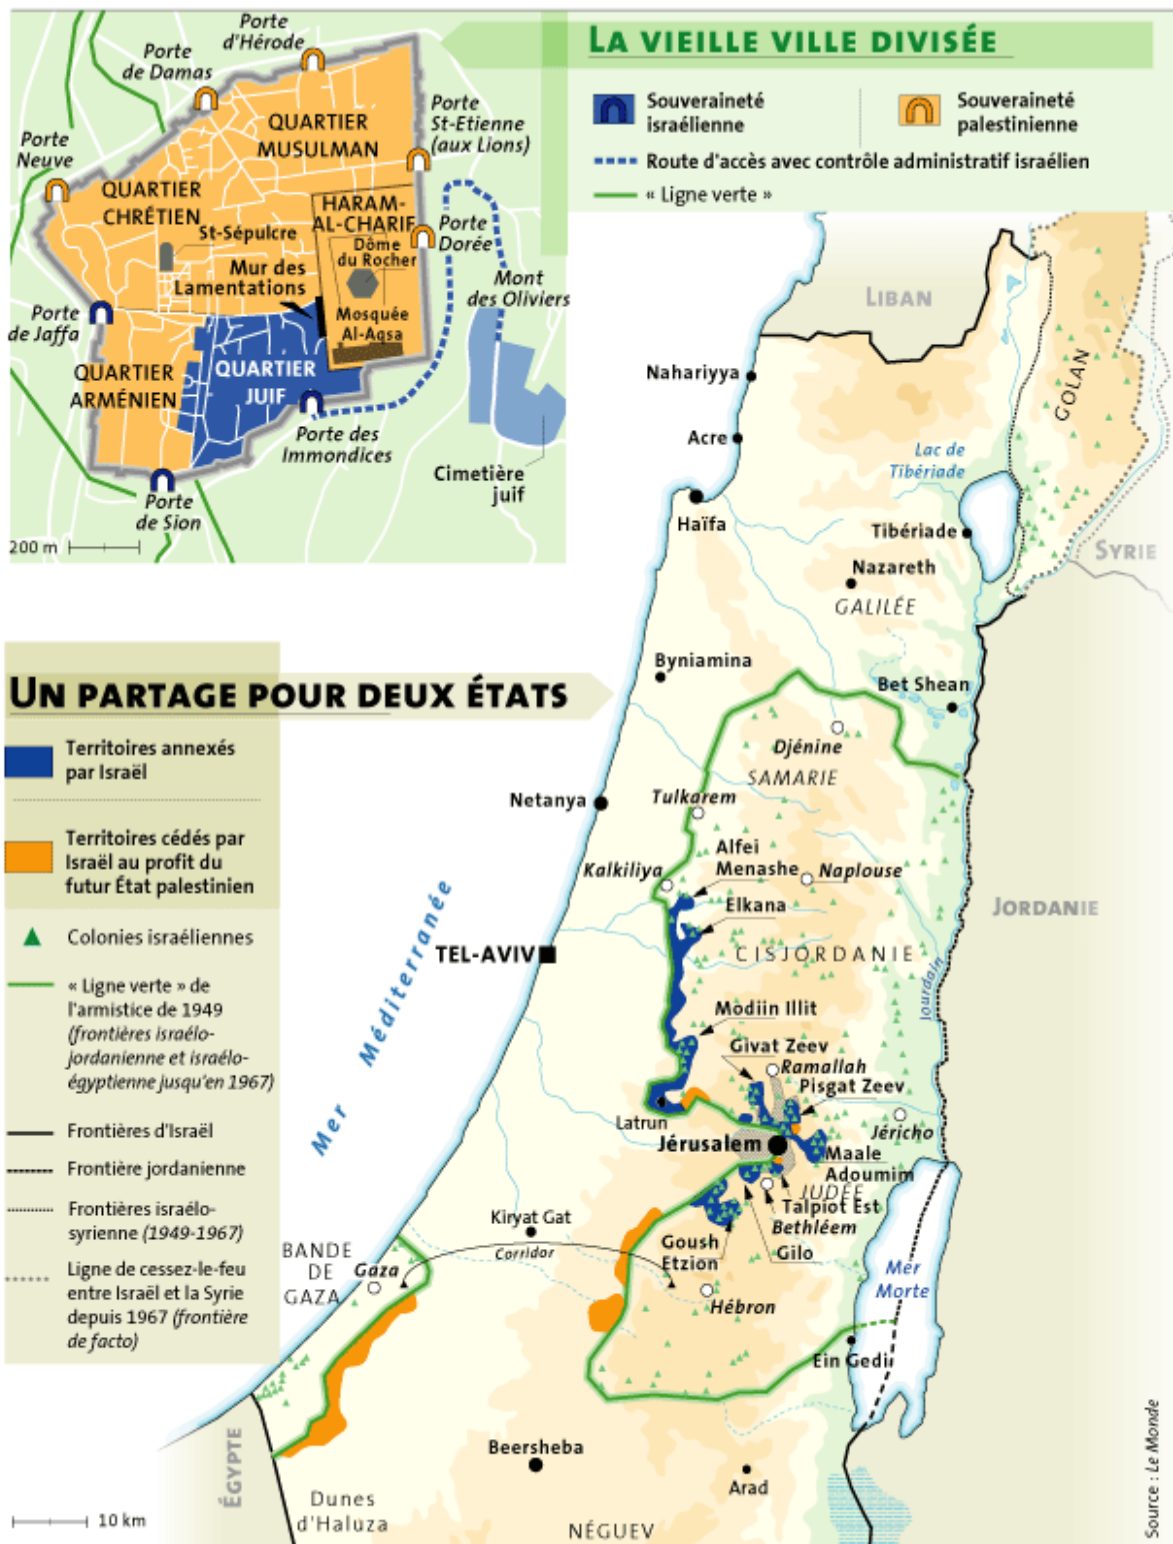 LA VIEILLE VILLE DIVISÉE
Souveraineté
israélienne
Souveraineté
palestinienne
Route d'accès avec contrôle administratif israélien
« Ligne verte »
Porte
d'Hérode
Porte
de Damas
Porte
Neuve
Porte
St-Etienne
(aux Lions)
QUARTIER
MUSULMAN
QUARTIER
CHRÉTIEN
HARAM-
AL-CHARIF
St-Sépulcre
Dôme
du Rocher
Porte
Dorée
Mur des
Lamentations
Mont
des Oliviers
Porte
de Jaffa
Mosquée
Al-Aqsa
QUARTIER
ARMÉNIEN
QUARTIER
JUIF
Porte des
Immondices
Cimetière
juif
Porte
de Sion
200 m
UN PARTAGE POUR DEUX ÉTATS
Territoires annexés
par Israël
Territoires cédés par
Israël au profit du
futur État palestinien
Colonies israéliennes
« Ligne verte » de
l'armistice de 1949
(frontières israélo-
jordanienne et israélo-
égyptienne jusqu'en 1967)
Frontières d'Israël
Frontière jordanienne
Frontières israélo-
syrienne (1949-1967)
Ligne de cessez-le-feu
entre Israël et la Syrie
depuis 1967 (frontière
de facto)
LIBAN
Nahariyya
GOLAN
Acre
Lac de
Tibériade
Haïfa
Tibériade
SYRIE
Nazareth
GALILÉE
Byniamina
Bet Shean
Djénine
SAMARIE
Netanya
Tulkarem
Alfei
Menashe
Kalkiliya
Naplouse
Elkana
JORDANIE
Mer Méditerranée
TEL-AVIV
CISJORDANIE
Jourdain
Modiin Illit
Givat Zeev
Ramallah
Pisgat Zeev
Latrun
Jéricho
Jérusalem
Maale
Adoumim
JUDÉE
Talpiot Est
Bethléem
Kiryat Gat
Goush
Etzion
Gilo
Corridor
BANDE
DE
GAZA
Gaza
Mer
Morte
Hébron
Ein Gedi
Beersheba
Arad
ÉGYPTE
Dunes
d'Haluza
NÉGUEV
10 km
Source : Le Monde